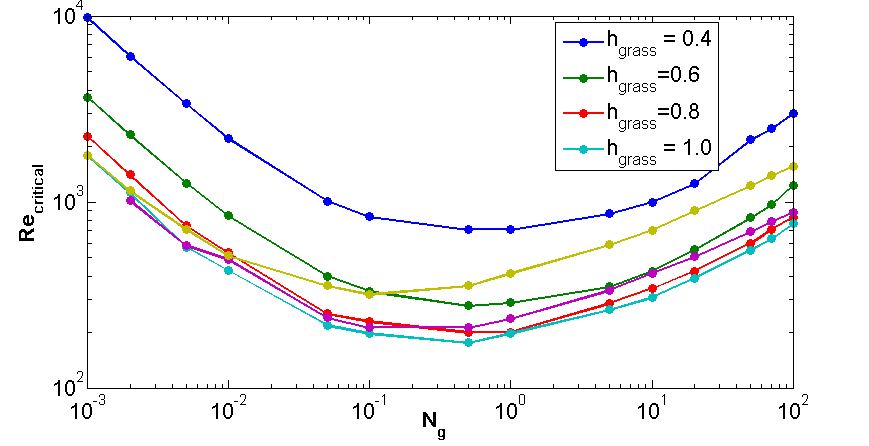 10^4
h_grass = 0.4
h_grass=0.6
h_grass=0.8
h_grass = 1.0
Re_critical
10^3
10^2
10^-3 10^-2 10^-1 10^0 10^1 10^2
N_g